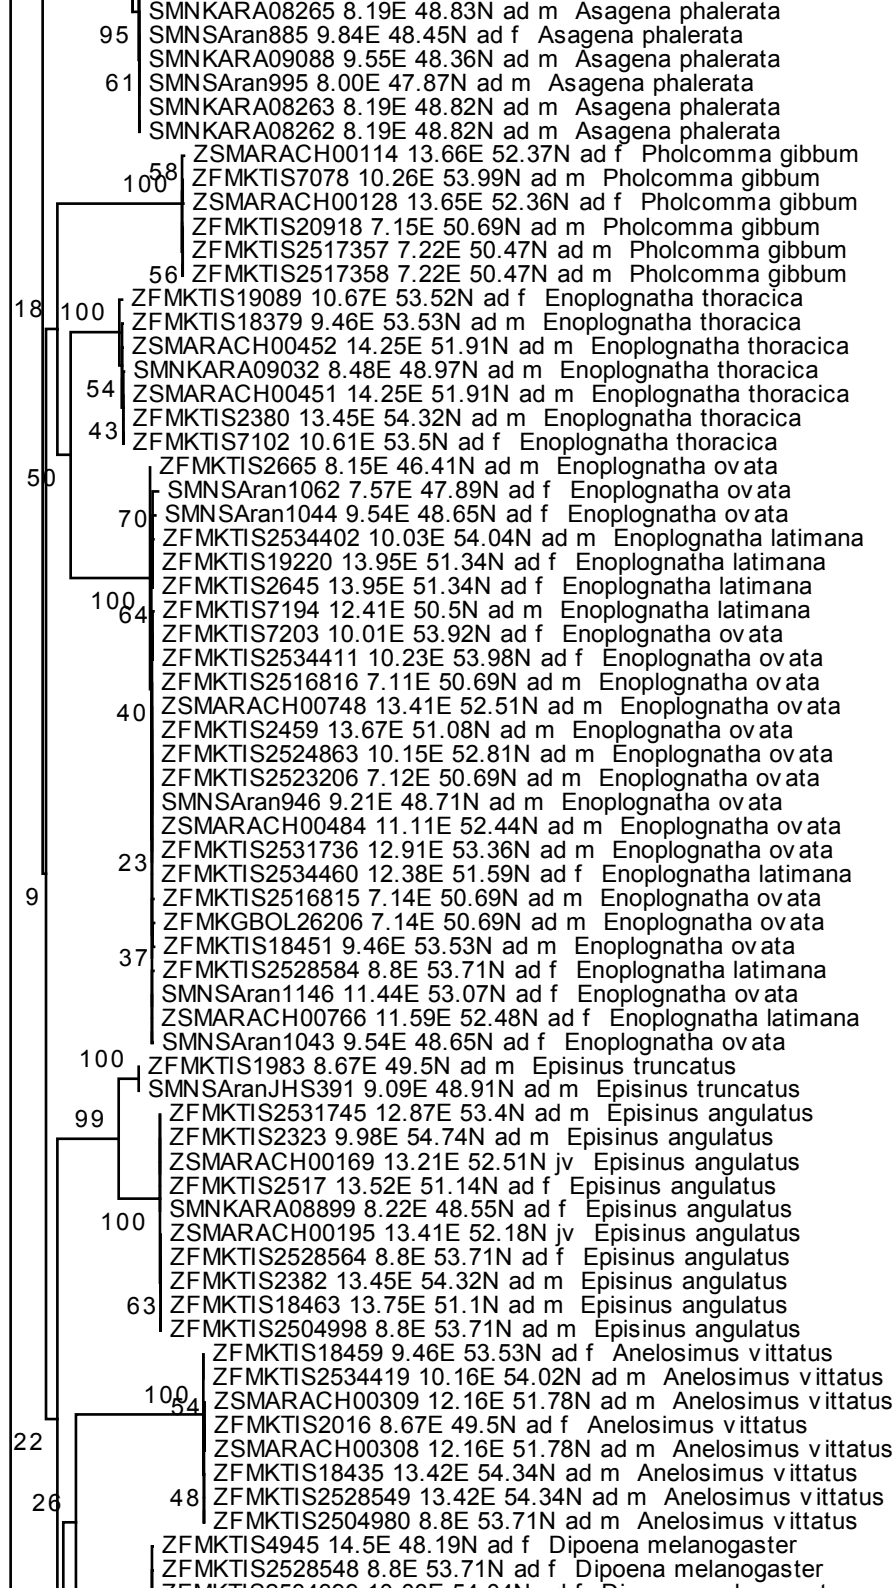 SMNKARA08265 8.19E 48.83N ad m Asagena phalerata
95 SMNSAran885 9.84E 48.45N ad f Asagena phalerata
SMNKARA09088 9.55E 48.36N ad m Asagena phalerata
61 SMNSAran995 8.00E 47.87N ad m Asagena phalerata
SMNKARA08263 8.19E 48.82N ad m Asagena phalerata
SMNKARA08262 8.19E 48.82N ad m Asagena phalerata
ZSMARACH00114 13.66E 52.37N ad f Pholcomma gibbum
100 58 ZFMKTIS7078 10.26E 53.99N ad m Pholcomma gibbum
ZSMARACH00128 13.65E 52.36N ad f Pholcomma gibbum
ZFMKTIS20918 7.15E 50.69N ad m Pholcomma gibbum
ZFMKTIS2517357 7.22E 50.47N ad m Pholcomma gibbum
56 ZFMKTIS2517358 7.22E 50.47N ad m Pholcomma gibbum
ZFMKTIS19089 10.67E 53.52N ad f Enoplognatha thoracica
18 100 ZFMKTIS18379 9.46E 53.53N ad m Enoplognatha thoracica
ZSMARACH00452 14.25E 51.91N ad m Enoplognatha thoracica
SMNKARA09032 8.48E 48.97N ad m Enoplognatha thoracica
54 ZSMARACH00451 14.25E 51.91N ad m Enoplognatha thoracica
ZFMKTIS2380 13.45E 54.32N ad m Enoplognatha thoracica
43 ZFMKTIS7102 10.61E 53.5N ad f Enoplognatha thoracica
50 ZFMKTIS2665 8.15E 46.41N ad m Enoplognatha ovata
SMNSAran1062 7.57E 47.89N ad f Enoplognatha ovata
70 SMNSAran1044 9.54E 48.65N ad f Enoplognatha ovata
ZFMKTIS2534402 10.03E 54.04N ad m Enoplognatha latimana
ZFMKTIS19220 13.95E 51.34N ad f Enoplognatha latimana
ZFMKTIS2645 13.95E 51.34N ad f Enoplognatha latimana
100 64 ZFMKTIS7194 12.41E 50.5N ad m Enoplognatha latimana
ZFMKTIS7203 10.01E 53.92N ad f Enoplognatha ovata
ZFMKTIS2534411 10.23E 53.98N ad f Enoplognatha ovata
ZFMKTIS2516816 7.11E 50.69N ad m Enoplognatha ovata
40 ZSMARACH00748 13.41E 52.51N ad m Enoplognatha ovata
ZFMKTIS2459 13.67E 51.08N ad m Enoplognatha ovata
ZFMKTIS2524863 10.15E 52.81N ad m Enoplognatha ovata
ZFMKTIS2523206 7.12E 50.69N ad m Enoplognatha ovata
SMNSAran946 9.21E 48.71N ad m Enoplognatha ovata
ZSMARACH00484 11.11E 52.44N ad m Enoplognatha ovata
23 ZFMKTIS2531736 12.91E 53.36N ad m Enoplognatha ovata
ZFMKTIS2534460 12.38E 51.59N ad f Enoplognatha latimana
9 ZFMKTIS2516815 7.14E 50.69N ad m Enoplognatha ovata
ZFMKGBOL26206 7.14E 50.69N ad m Enoplognatha ovata
37 ZFMKTIS18451 9.46E 53.53N ad m Enoplognatha ovata
ZFMKTIS2528584 8.8E 53.71N ad f Enoplognatha latimana
SMNSAran1146 11.44E 53.07N ad f Enoplognatha ovata
ZSMARACH00766 11.59E 52.48N ad f Enoplognatha latimana
SMNSAran1043 9.54E 48.65N ad f Enoplognatha ovata
100 ZFMKTIS1983 8.67E 49.5N ad m Episinus truncatus
SMNSAranJHS391 9.09E 48.91N ad m Episinus truncatus
99 ZFMKTIS2531745 12.87E 53.4N ad m Episinus angulatus
ZFMKTIS2323 9.98E 54.74N ad m Episinus angulatus
ZSMARACH00169 13.21E 52.51N jv Episinus angulatus
ZFMKTIS2517 13.52E 51.14N ad f Episinus angulatus
100 SMNKARA08899 8.22E 48.55N ad f Episinus angulatus
ZSMARACH00195 13.41E 52.18N jv Episinus angulatus
ZFMKTIS2528564 8.8E 53.71N ad f Episinus angulatus
ZFMKTIS2382 13.45E 54.32N ad m Episinus angulatus
63 ZFMKTIS18463 13.75E 51.1N ad m Episinus angulatus
ZFMKTIS2504998 8.8E 53.71N ad m Episinus angulatus
ZFMKTIS18459 9.46E 53.53N ad f Anelosimus vittatus
ZFMKTIS2534419 10.16E 54.02N ad m Anelosimus vittatus
100 54 ZSMARACH00309 12.16E 51.78N ad m Anelosimus vittatus
ZFMKTIS2016 8.67E 49.5N ad f Anelosimus vittatus
22 ZSMARACH00308 12.16E 51.78N ad m Anelosimus vittatus
ZFMKTIS18435 13.42E 54.34N ad m Anelosimus vittatus
26 48 ZFMKTIS2528549 13.42E 54.34N ad m Anelosimus vittatus
ZFMKTIS2504980 8.8E 53.71N ad m Anelosimus vittatus
ZFMKTIS4945 14.5E 48.19N ad f Dipoena melanogaster
ZFMKTIS2528548 8.8E 53.71N ad f Dipoena melanogaster